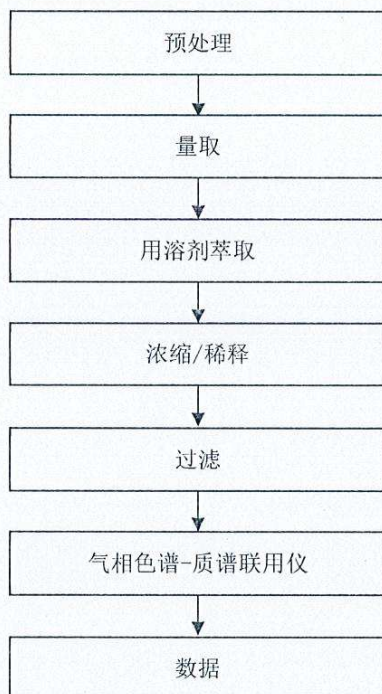 预处理
量取
用溶剂萃取
浓缩/稀释
过滤
气相色谱-质谱联用仪
数据